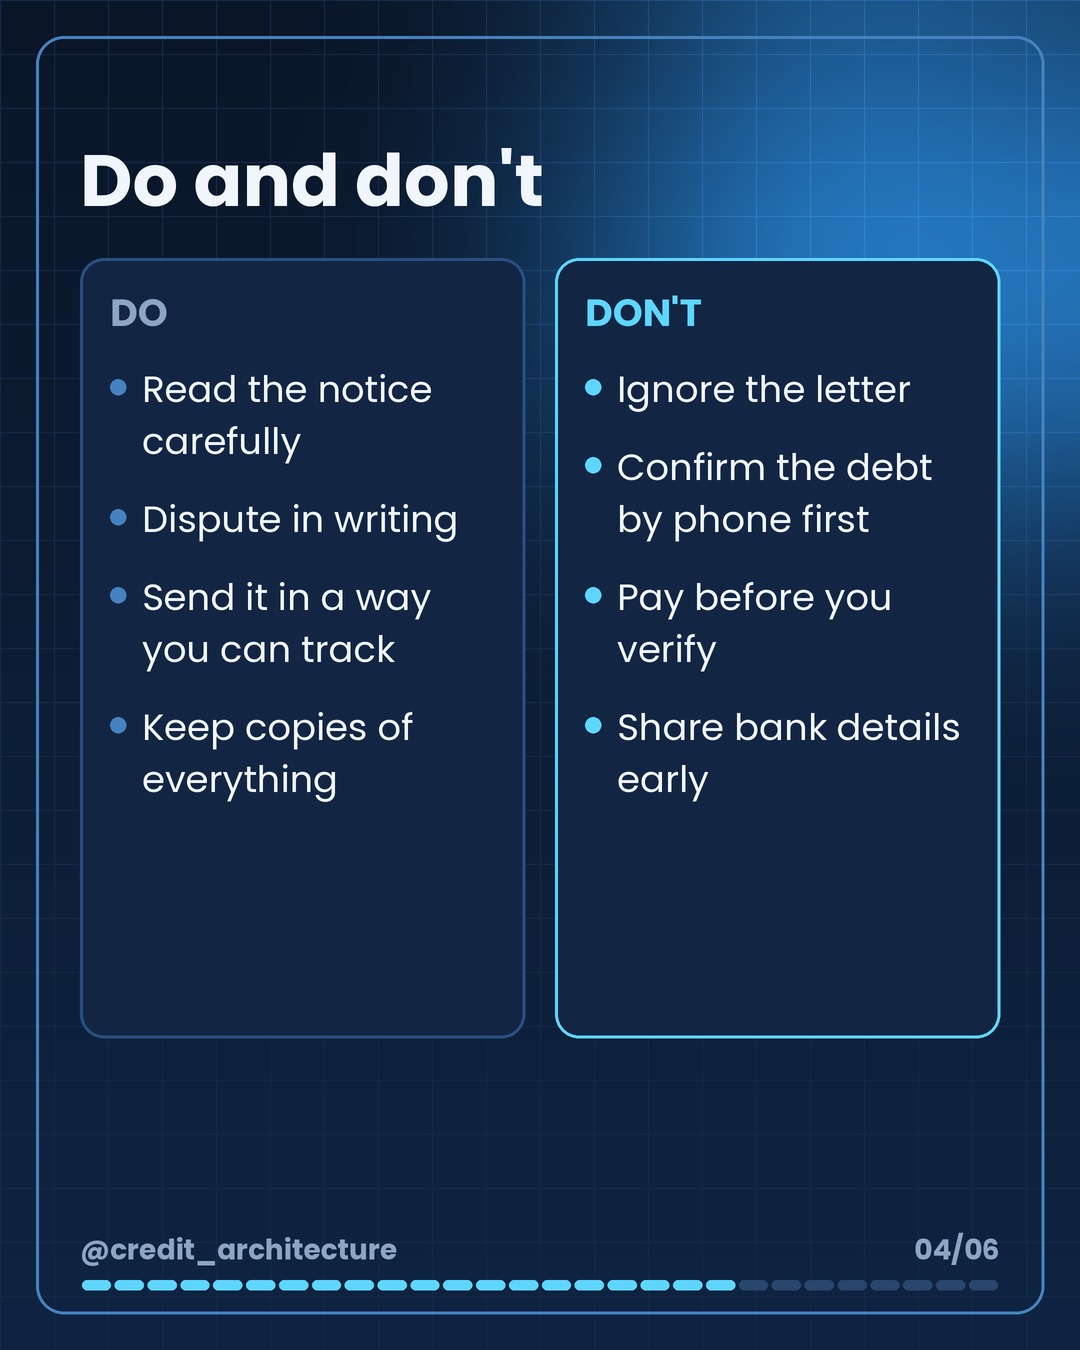 Do and don't
DO
Read the notice
carefully
Dispute in writing
Send it in a way
you can track
Keep copies of
everything
DON'T
Ignore the letter
Confirm the debt
by phone first
Pay before you
verify
Share bank details
early
@credit_architecture
04/06